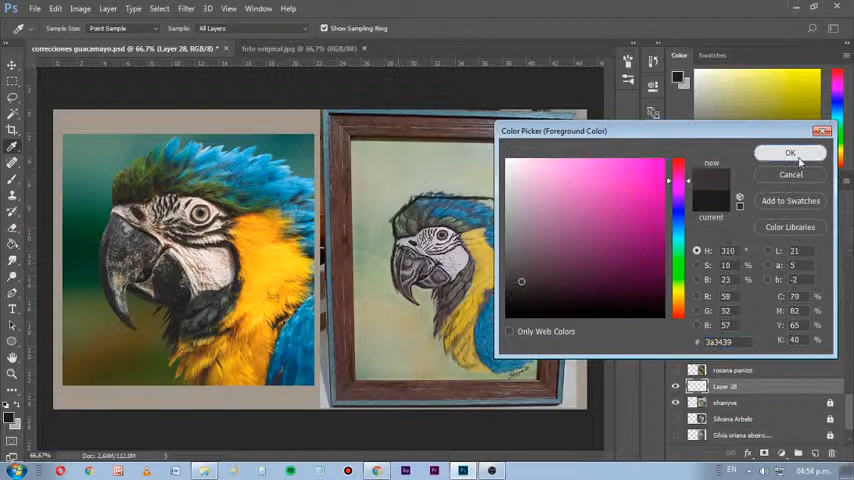 Ps File Edit Image Layer Type Select Filter 3D View Window Help
Sample Size: Point Sample Sample: All Layers Show Sampling Ring
correcciones guacamayo.psd @ 66,7% (Layer 28, RGB/8) * × foto original.jpg @ 66,7% (RGB/8#) ×
Color Swatches
Color Picker (Foreground Color)
new
current
OK
Cancel
Add to Swatches
Color Libraries
H: 310 °
S: 10 %
B: 23 %
R: 58
G: 52
B: 57
# 3a3439
L: 21
a: 5
b: -2
C: 79 %
M: 82 %
Y: 65 %
K: 40 %
Only Web Colors
rosana panizzi
Layer 28
shanyve
Silvana Arbelo
Silvia oriana abeiro....
66,67% Doc: 2,64M/112,0M
EN 04:54 p.m.